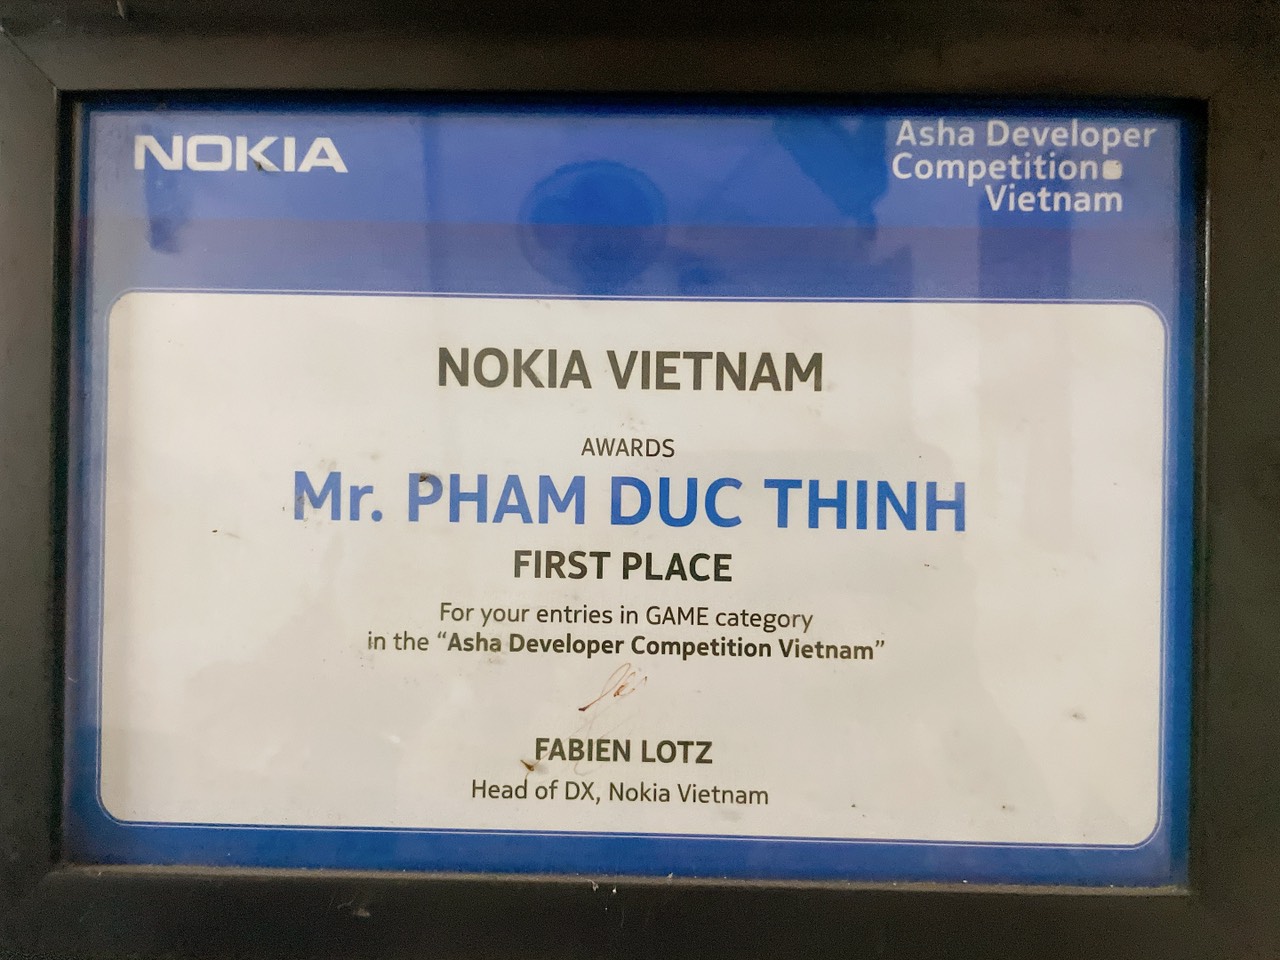 NOKIA
Asha Developer
Competition
Vietnam
NOKIA VIETNAM
AWARDS
Mr. PHAM DUC THINH
FIRST PLACE
For your entries in GAME category
in the “Asha Developer Competition Vietnam”
FABIEN LOTZ
Head of DX, Nokia Vietnam